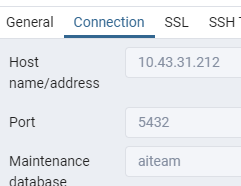 General Connection SSL SSH
Host name/address 10.43.31.212
Port 5432
Maintenance database aiteam